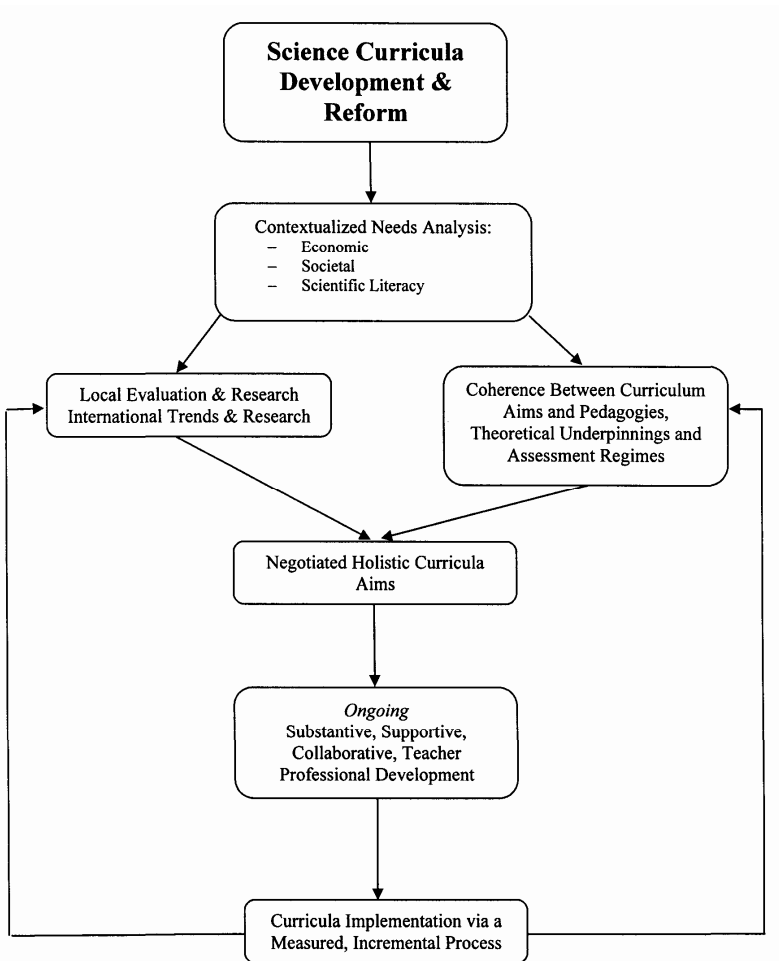 Science Curricula
Development &
Reform
Contextualized Needs Analysis:
– Economic
– Societal
– Scientific Literacy
Local Evaluation & Research
International Trends & Research
Coherence Between Curriculum
Aims and Pedagogies,
Theoretical Underpinnings and
Assessment Regimes
Negotiated Holistic Curricula
Aims
Ongoing
Substantive, Supportive,
Collaborative, Teacher
Professional Development
Curricula Implementation via a
Measured, Incremental Process